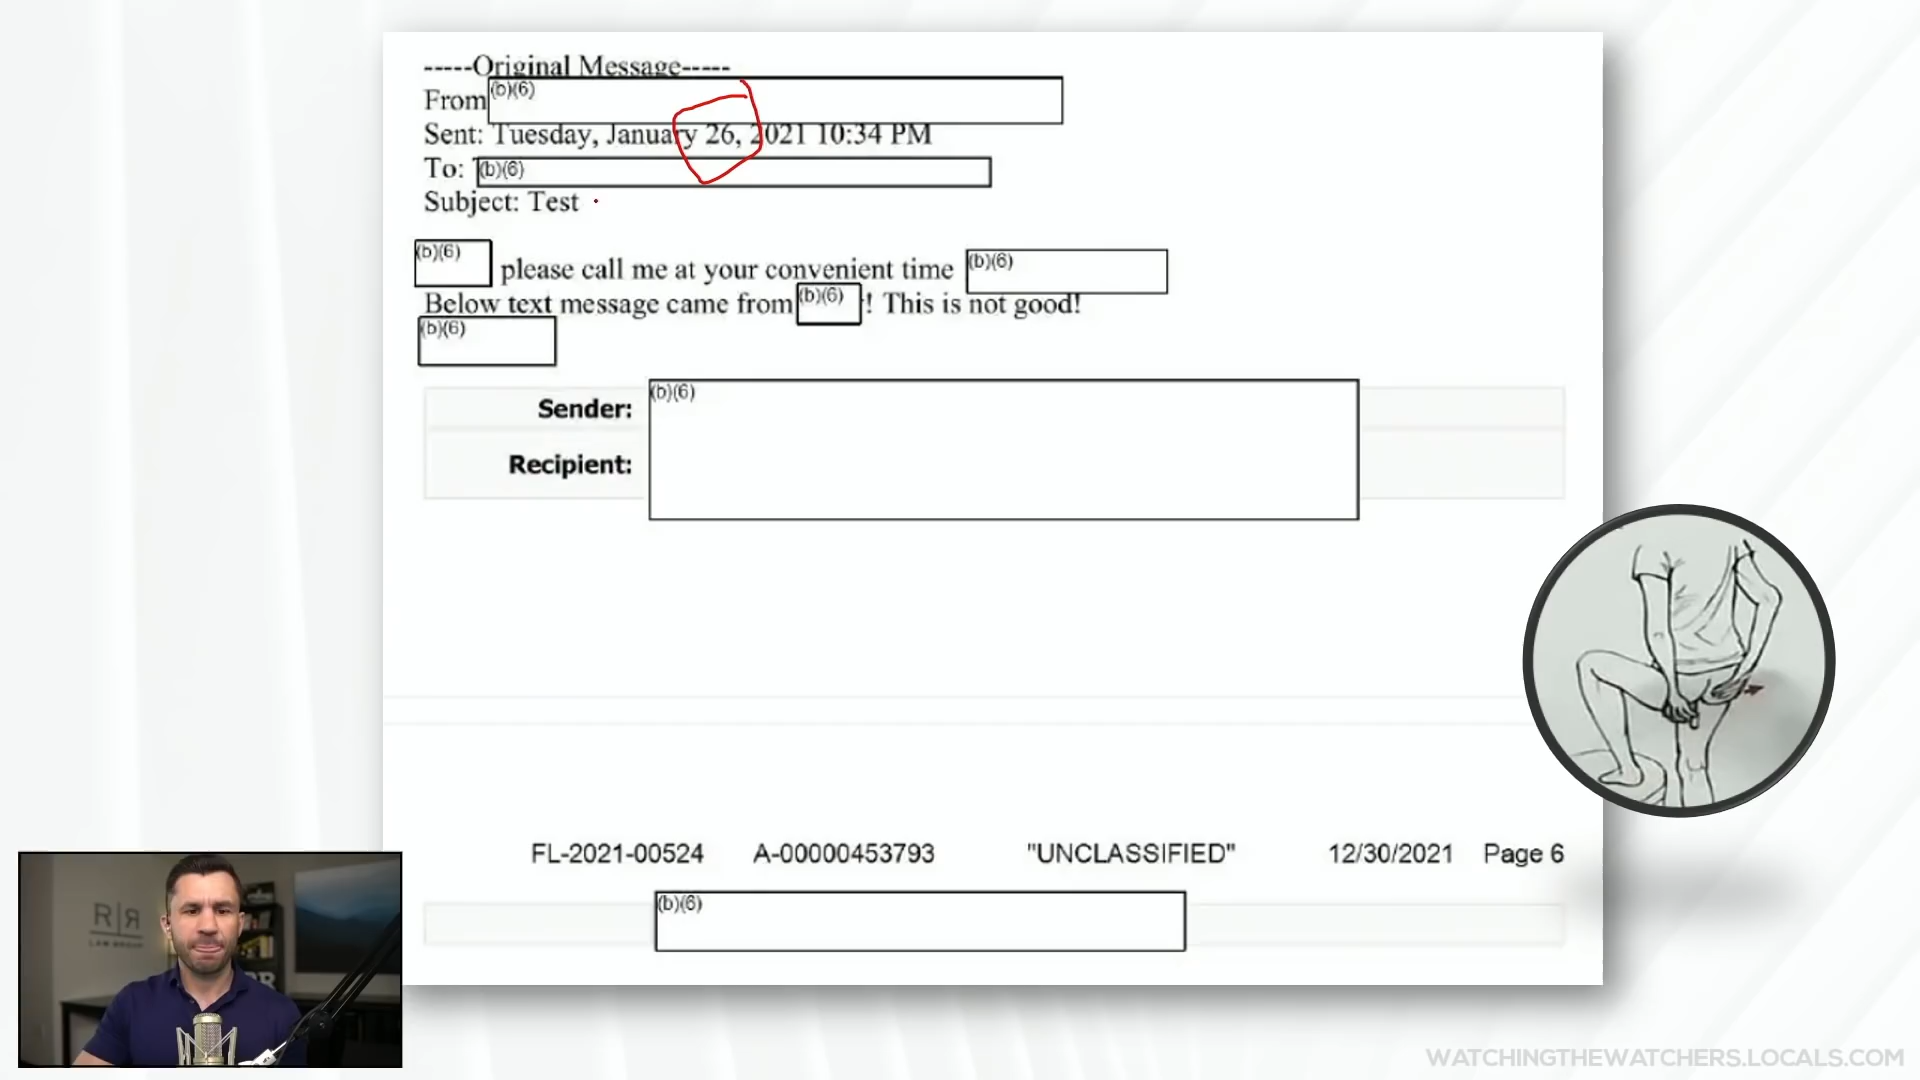 -----Original Message-----
From (b)(6)
Sent: Tuesday, January 26, 2021 10:34 PM
To: (b)(6)
Subject: Test
(b)(6) please call me at your convenient time (b)(6)
Below text message came from (b)(6) ! This is not good!
(b)(6)
Sender: (b)(6)
Recipient:
FL-2021-00524 A-00000453793 "UNCLASSIFIED" 12/30/2021 Page 6
(b)(6)
R|R
LAW GROUP
WATCHINGTHEWATCHERS.LOCALS.COM